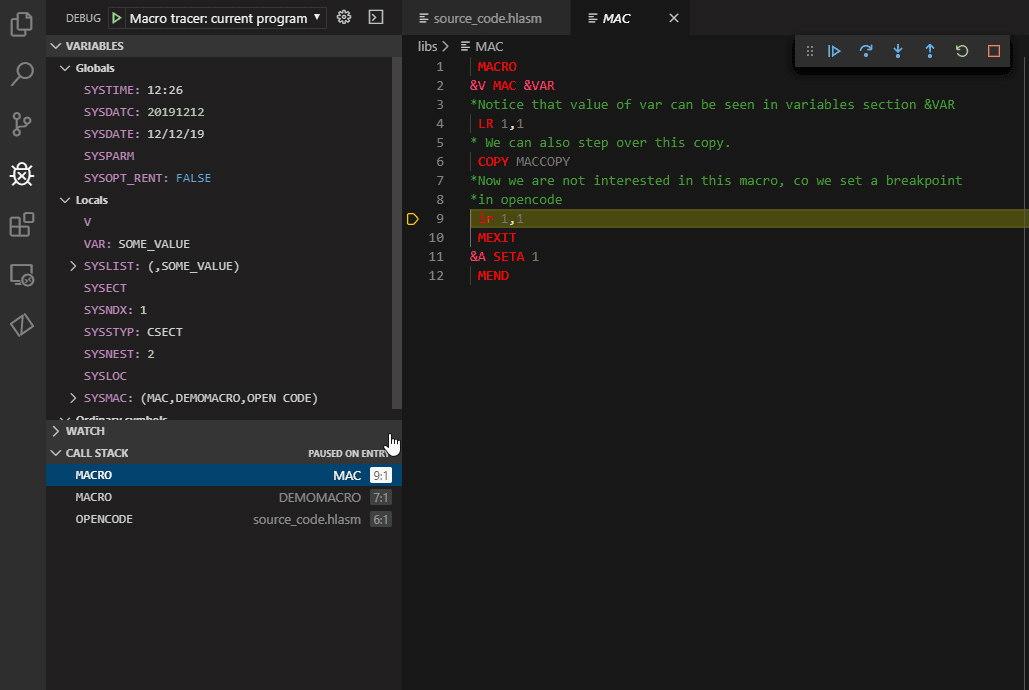 DEBUG Macro tracer: current program
VARIABLES
Globals
SYSTIME: 12:26
SYSDATC: 20191212
SYSDATE: 12/12/19
SYSPARM
SYSOPT_RENT: FALSE
Locals
V
VAR: SOME_VALUE
SYSLIST: (,SOME_VALUE)
SYSECT
SYSNDX: 1
SYSSTYP: CSECT
SYSNEST: 2
SYSLOC
SYSMAC: (MAC,DEMOMACRO,OPEN CODE)
Ordinary symbols
WATCH
CALL STACK PAUSED ON ENTRY
MACRO MAC 9:1
MACRO DEMOMACRO 7:1
OPENCODE source_code.hlasm 6:1
source_code.hlasm MAC
libs > MAC
1 MACRO
2 &V MAC &VAR
3 *Notice that value of var can be seen in variables section &VAR
4 LR 1,1
5 * We can also step over this copy.
6 COPY MACCOPY
7 *Now we are not interested in this macro, co we set a breakpoint
8 *in opencode
9 lr 1,1
10 MEXIT
11 &A SETA 1
12 MEND